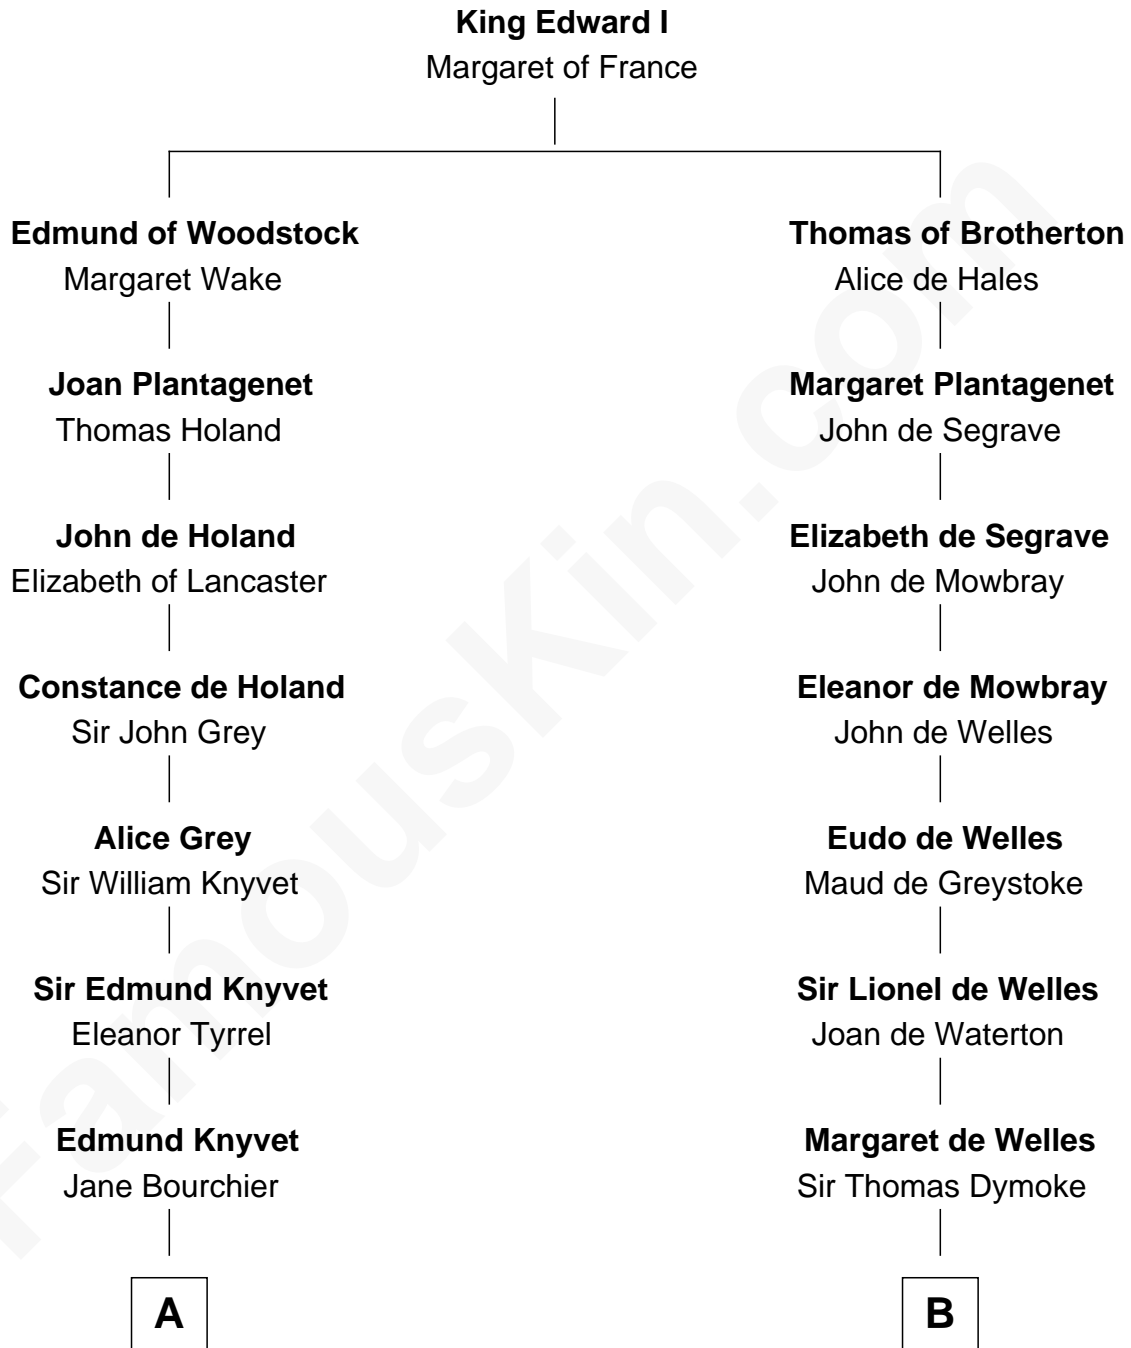 King Edward I
Margaret of France
Edmund of Woodstock
Margaret Wake
Joan Plantagenet
Thomas Holand
John de Holand
Elizabeth of Lancaster
Constance de Holand
Sir John Grey
Alice Grey
Sir William Knyvet
Sir Edmund Knyvet
Eleanor Tyrrel
Edmund Knyvet
Jane Bourchier
A
Thomas of Brotherton
Alice de Hales
Margaret Plantagenet
John de Segrave
Elizabeth de Segrave
John de Mowbray
Eleanor de Mowbray
John de Welles
Eudo de Welles
Maud de Greystoke
Sir Lionel de Welles
Joan de Waterton
Margaret de Welles
Sir Thomas Dymoke
B
FamousKin.com